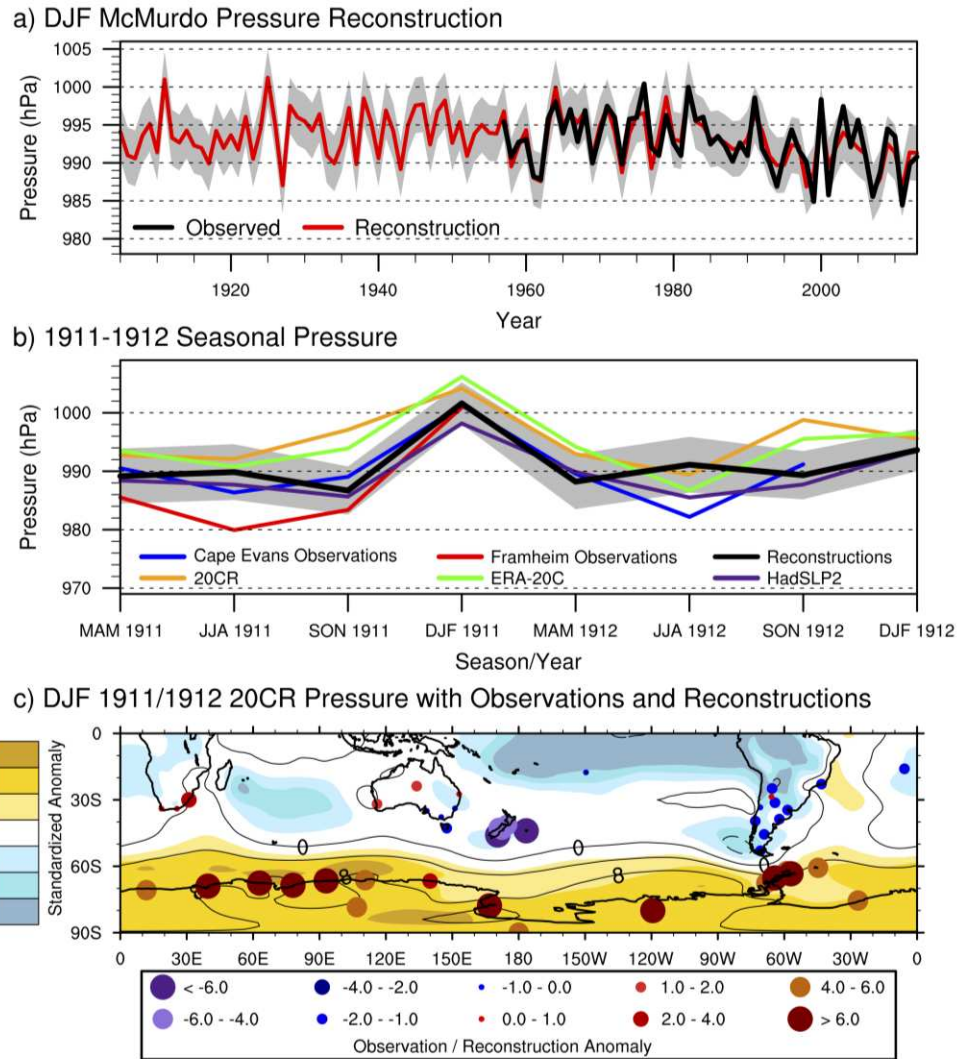 a) DJF McMurdo Pressure Reconstruction
1005
1000
995
990
985
980
Pressure (hPa)
Observed
Reconstruction
1920
1940
1960
1980
2000
Year
b) 1911-1912 Seasonal Pressure
1000
990
980
970
Pressure (hPa)
Cape Evans Observations
Framheim Observations
Reconstructions
20CR
ERA-20C
HadSLP2
MAM 1911
JJA 1911
SON 1911
DJF 1911
MAM 1912
JJA 1912
SON 1912
DJF 1912
Season/Year
c) DJF 1911/1912 20CR Pressure with Observations and Reconstructions
Standardized Anomaly
0
30S
60S
90S
0
0
0
8
8
0
30E
60E
90E
120E
150E
180
150W
120W
90W
60W
30W
0
< -6.0
-4.0 - -2.0
-1.0 - 0.0
1.0 - 2.0
4.0 - 6.0
-6.0 - -4.0
-2.0 - -1.0
0.0 - 1.0
2.0 - 4.0
> 6.0
Observation / Reconstruction Anomaly